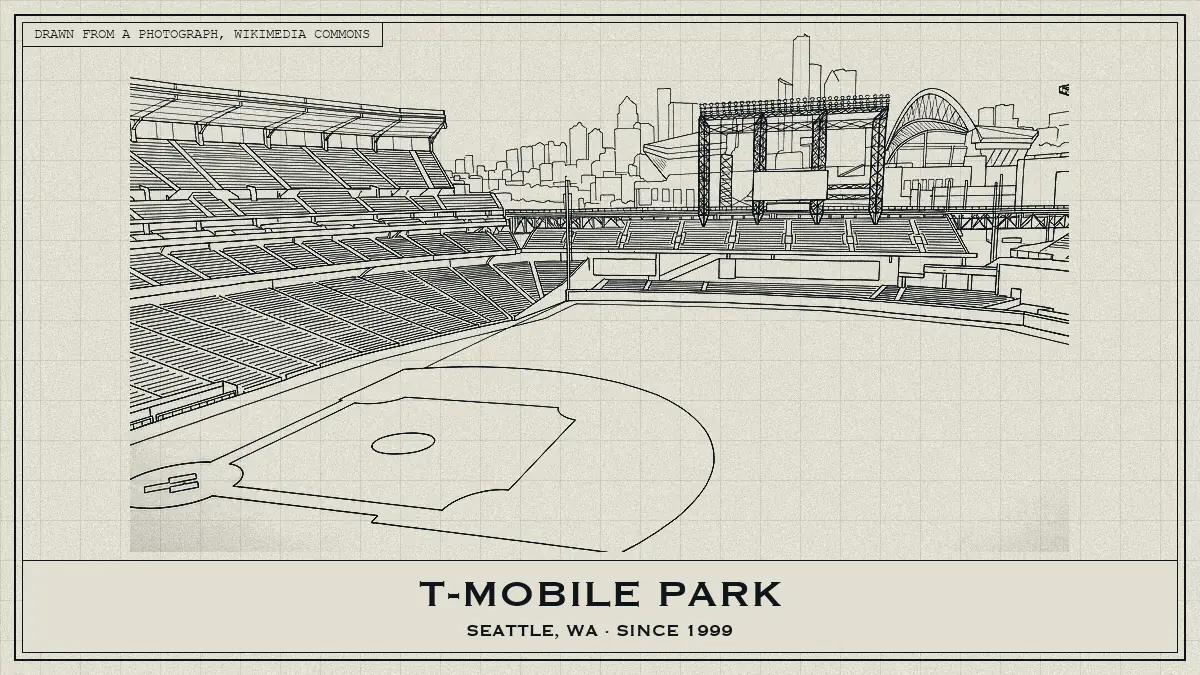 DRAWN FROM A PHOTOGRAPH, WIKIMEDIA COMMONS
T-MOBILE PARK
SEATTLE, WA · SINCE 1999